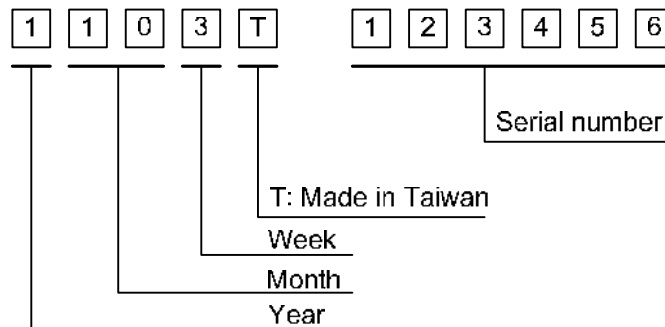 1 1 0 3 T 1 2 3 4 5 6
Serial number
T: Made in Taiwan
Week
Month
Year